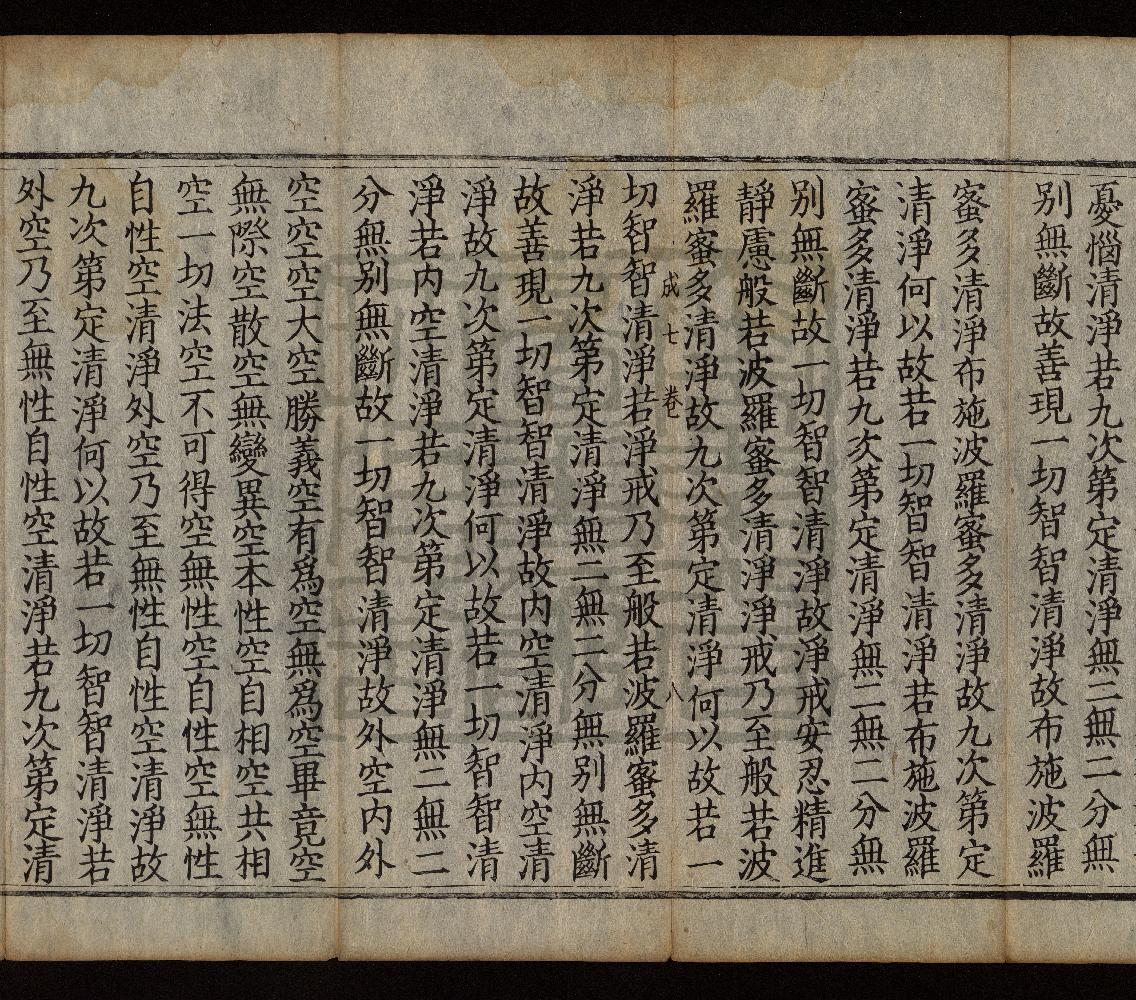 憂惱清淨若九次第定清淨無二無二分無
別無斷故善現一切智智清淨故布施波羅
蜜多清淨布施波羅蜜多清淨故九次第定
清淨何以故若一切智智清淨若布施波羅
蜜多清淨若九次第定清淨無二無二分無
別無斷故一切智智清淨故淨戒安忍精進
靜慮般若波羅蜜多清淨淨戒乃至般若波
羅蜜多清淨故九次第定清淨何以故若一
成七卷 八
切智智清淨若淨戒乃至般若波羅蜜多清
淨若九次第定清淨無二無二分無別無斷
故善現一切智智清淨故內空清淨內空清
淨故九次第定清淨何以故若一切智智清
淨若內空清淨若九次第定清淨無二無二
分無別無斷故一切智智清淨故外空內外
空空空大空勝義空有爲空無爲空畢竟空
無際空散空無變異空本性空自相空共相
空一切法空不可得空無性空自性空無性
自性空清淨外空乃至無性自性空清淨故
九次第定清淨何以故若一切智智清淨若
外空乃至無性自性空清淨若九次第定清